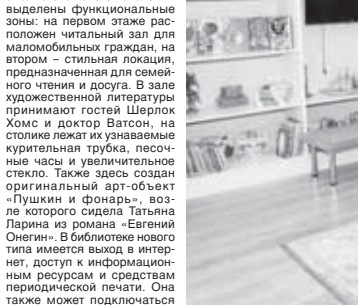 выделены функциональные
зоны: на первом этаже рас-
положен читальный зал для
маломобильных граждан, на
втором – стильная локация,
предназначенная для семей-
ного чтения и досуга. В зале
художественной литературы
принимают гостей Шерлок
Хомс и доктор Ватсон, на
столике лежат их узнаваемые
курительная трубка, песоч-
ные часы и увеличительное
стекло. Также здесь создан
оригинальный арт-объект
«Пушкин и фонарь», воз-
ле которого сидела Татьяна
Ларина из романа «Евгений
Онегин». В библиотеке нового
типа имеется выход в интер-
нет, доступ к информацион-
ным ресурсам и средствам
периодической печати. Она
также может подключаться